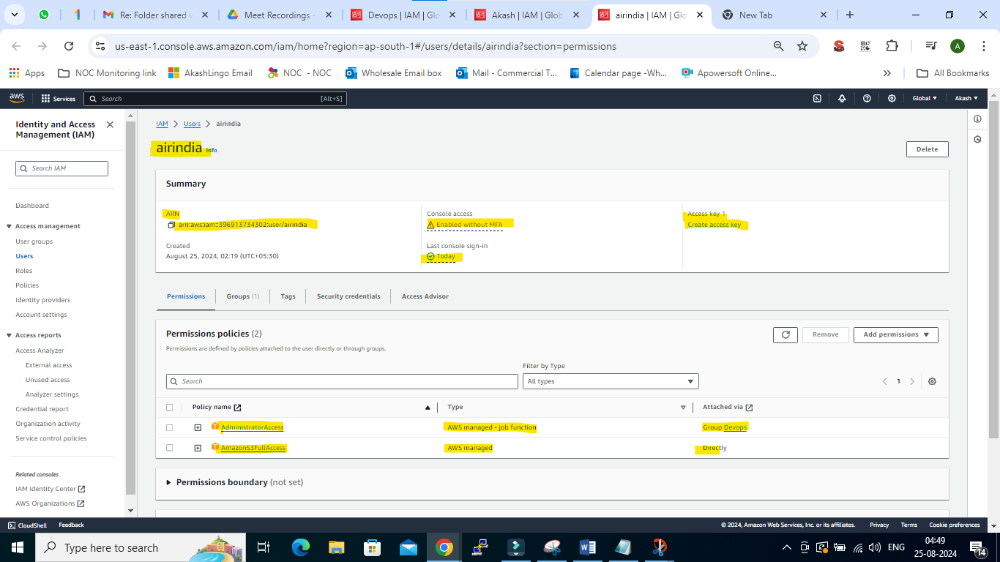 Re: Folder shared w
Meet Recordings -
Devops | IAM | Glo
Akash | IAM | Glob
airindia | IAM | Glo
New Tab
us-east-1.console.aws.amazon.com/iam/home?region=ap-south-1#/users/details/airindia?section=permissions
SEO
A
Apps
NOC Monitoring link
AkashLingo Email
NOC - NOC
Wholesale Email box
Mail - Commercial T...
Calendar page -Wh...
Apowersoft Online...
All Bookmarks
aws
Services
Search
[Alt+S]
Global
Akash
Identity and Access
Management (IAM)
Search IAM
Dashboard
Access management
User groups
Users
Roles
Policies
Identity providers
Account settings
Access reports
Access Analyzer
External access
Unused access
Analyzer settings
Credential report
Organization activity
Service control policies
Related consoles
IAM Identity Center
AWS Organizations
IAM > Users > airindia
airindia Info
Delete
Summary
ARN
arn:aws:iam::396913734302:user/airindia
Console access
Enabled without MFA
Access key 1
Create access key
Created
August 25, 2024, 02:19 (UTC+05:30)
Last console sign-in
Today
Permissions
Groups (1)
Tags
Security credentials
Access Advisor
Permissions policies (2)
Permissions are defined by policies attached to the user directly or through groups.
Remove
Add permissions
Filter by Type
Search
All types
1
Policy name
Type
Attached via
AdministratorAccess
AWS managed - job function
Group Devops
AmazonS3FullAccess
AWS managed
Directly
Permissions boundary (not set)
CloudShell
Feedback
© 2024, Amazon Web Services, Inc. or its affiliates.
Privacy
Terms
Cookie preferences
Type here to search
ENG
04:49
25-08-2024
14